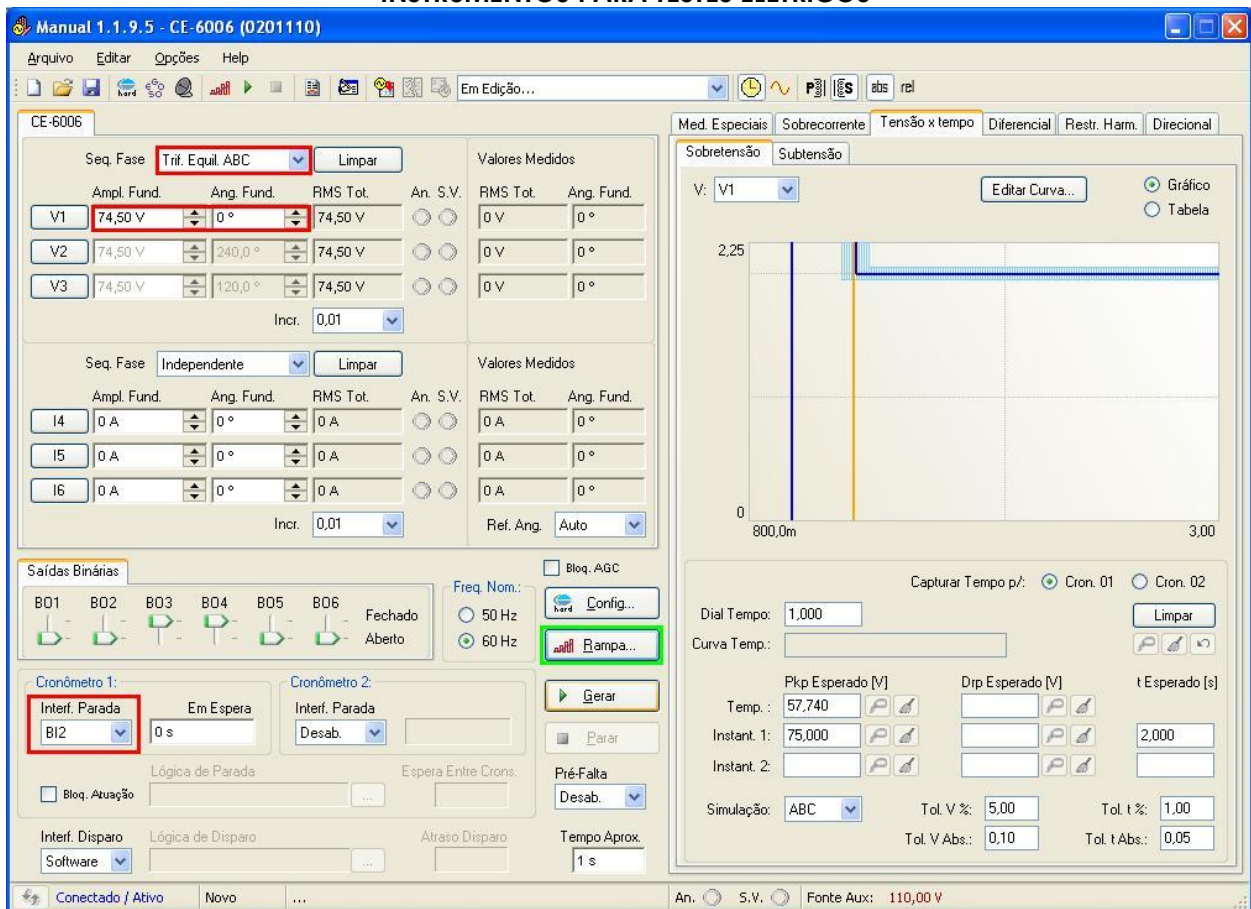 INSTRUMENTOS PARA TESTES ELÉTRICOS
Manual 1.1.9.5 - CE-6006 (0201110)
Arquivo Editar Opções Help
hard Em Edição... P S abs rel
CE-6006
Seq. Fase Trif. Equil. ABC Limpar Valores Medidos
Ampl. Fund. Ang. Fund. RMS Tot. An. S.V. RMS Tot. Ang. Fund.
V1 74,50 V 0 ° 74,50 V 0 V 0 °
V2 74,50 V 240,0 ° 74,50 V 0 V 0 °
V3 74,50 V 120,0 ° 74,50 V 0 V 0 °
Incr. 0,01
Seq. Fase Independente Limpar Valores Medidos
Ampl. Fund. Ang. Fund. RMS Tot. An. S.V. RMS Tot. Ang. Fund.
I4 0 A 0 ° 0 A 0 A 0 °
I5 0 A 0 ° 0 A 0 A 0 °
I6 0 A 0 ° 0 A 0 A 0 °
Incr. 0,01 Ref. Ang. Auto
Saídas Binárias
BO1 BO2 BO3 BO4 BO5 BO6
Fechado
Aberto
Freq. Nom.:
50 Hz
60 Hz
Bloq. AGC
hard Config...
Rampa...
Cronômetro 1:
Interf. Parada Em Espera
BI2 0 s
Cronômetro 2:
Interf. Parada
Desab.
Gerar
Parar
Lógica de Parada Espera Entre Crons.
Bloq. Atuação ...
Pré-Falta
Desab.
Interf. Disparo Lógica de Disparo Atraso Disparo Tempo Aprox.
Software ... 1 s
Med. Especiais Sobrecorrente Tensão x tempo Diferencial Restr. Harm. Direcional
Sobretensão Subtensão
V: V1 Editar Curva... Gráfico
Tabela
2,25
0
800,0m 3,00
Capturar Tempo p/: Cron. 01 Cron. 02
Dial Tempo: 1,000 Limpar
Curva Temp.:
Pkp Esperado [V] Drp Esperado [V] t Esperado [s]
Temp. : 57,740
Instant. 1: 75,000 2,000
Instant. 2:
Simulação: ABC Tol. V %: 5,00 Tol. t %: 1,00
Tol. V Abs.: 0,10 Tol. t Abs.: 0,05
Conectado / Ativo Novo ... An. S.V. Fonte Aux: 110,00 V